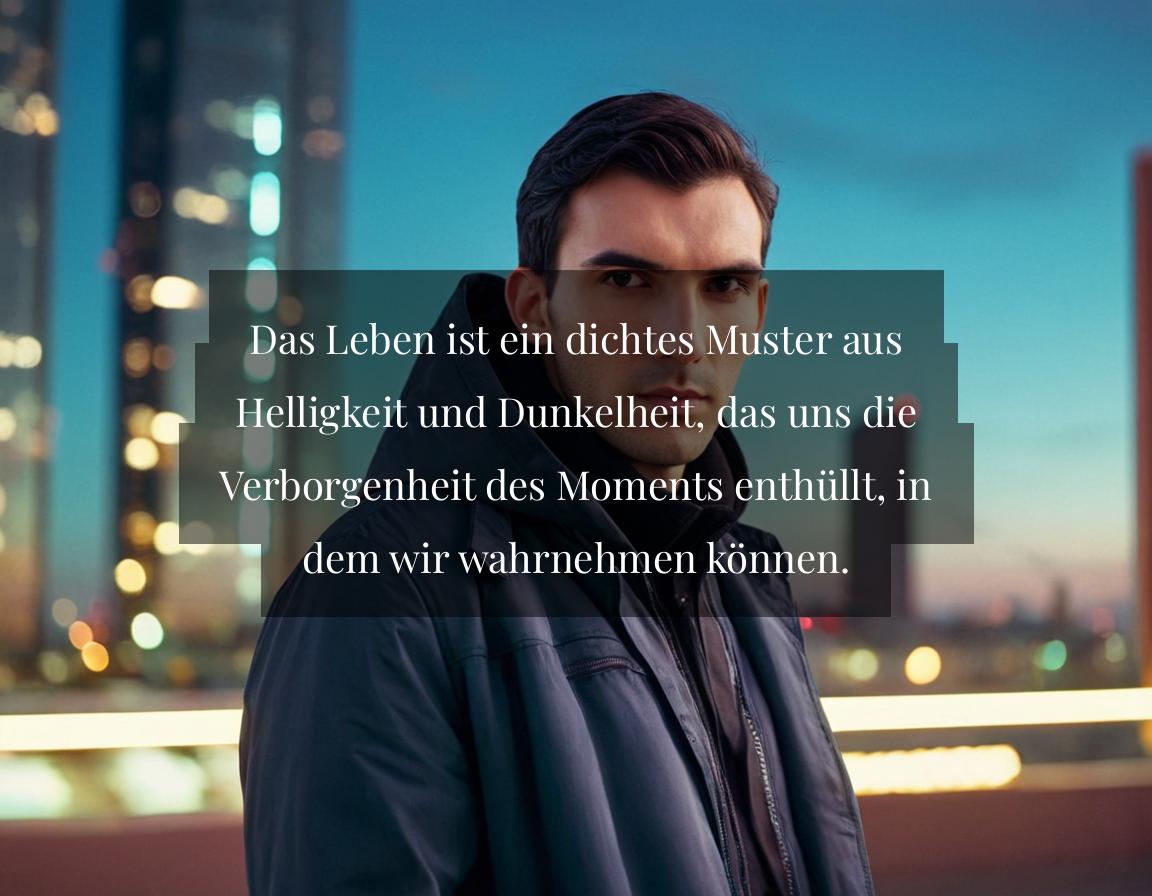 Das Leben ist ein dichtes Muster aus
Helligkeit und Dunkelheit, das uns die
Verborgenheit des Moments enthüllt, in
dem wir wahrnehmen können.